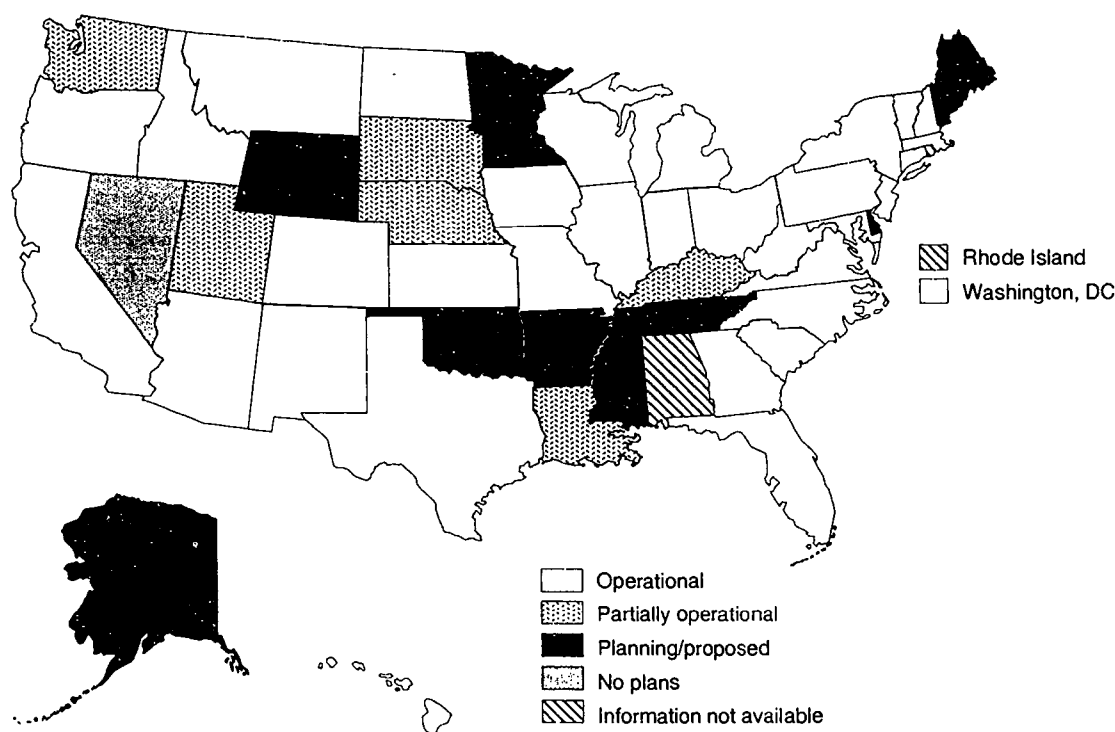 Rhode Island
Washington, DC
Operational
Partially operational
Planning/proposed
No plans
Information not available